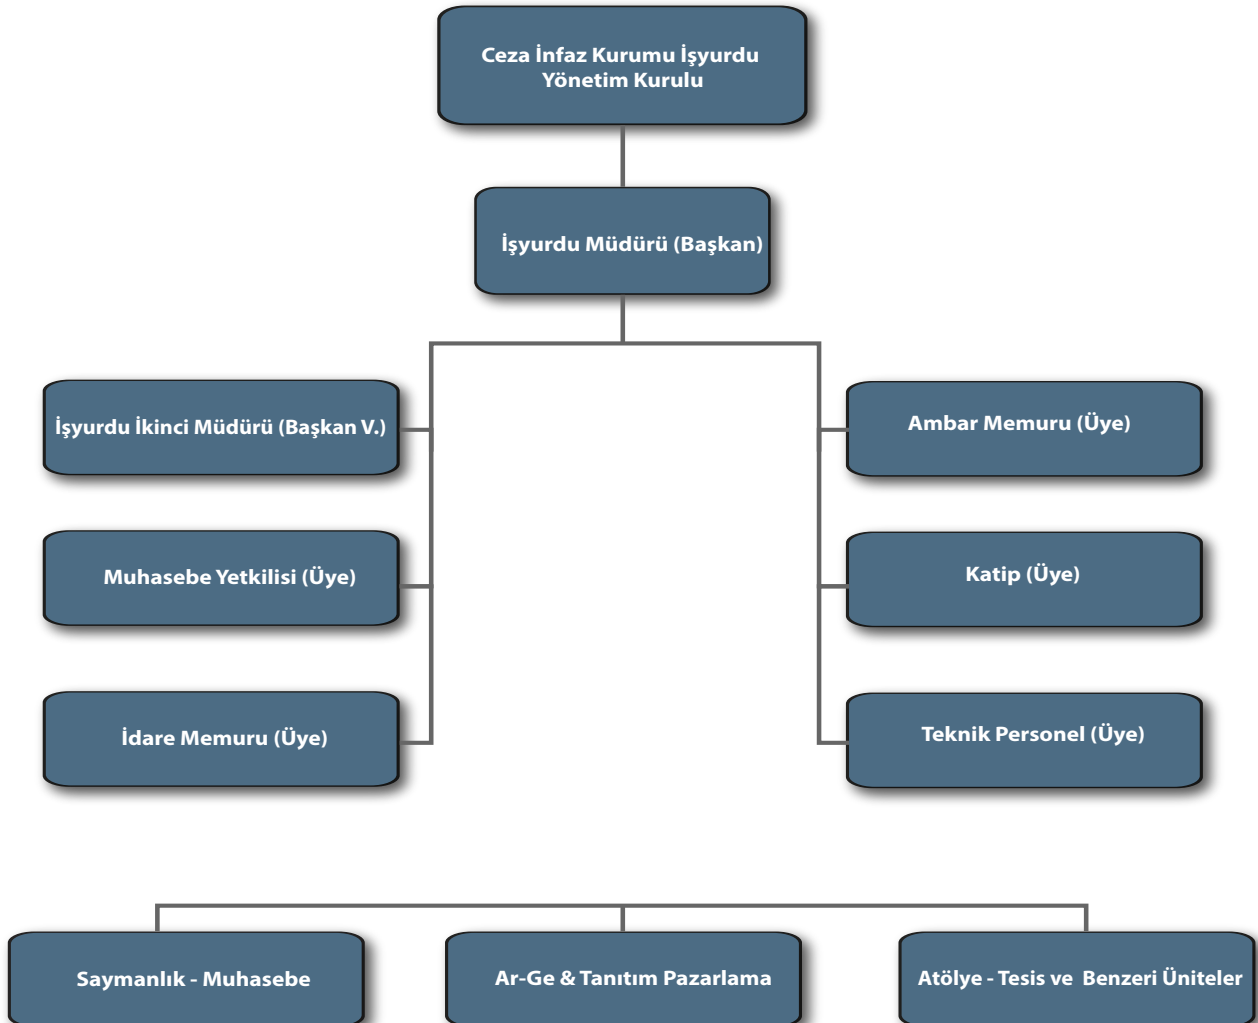 Ceza İnfaz Kurumu İşyurdu
Yönetim Kurulu
İşyurdu Müdürü (Başkan)
İşyurdu İkinci Müdürü (Başkan V.)
Muhasebe Yetkilisi (Üye)
İdare Memuru (Üye)
Ambar Memuru (Üye)
Katip (Üye)
Teknik Personel (Üye)
Saymanlık - Muhasebe
Ar-Ge & Tanıtım Pazarlama
Atölye - Tesis ve Benzeri Üniteler